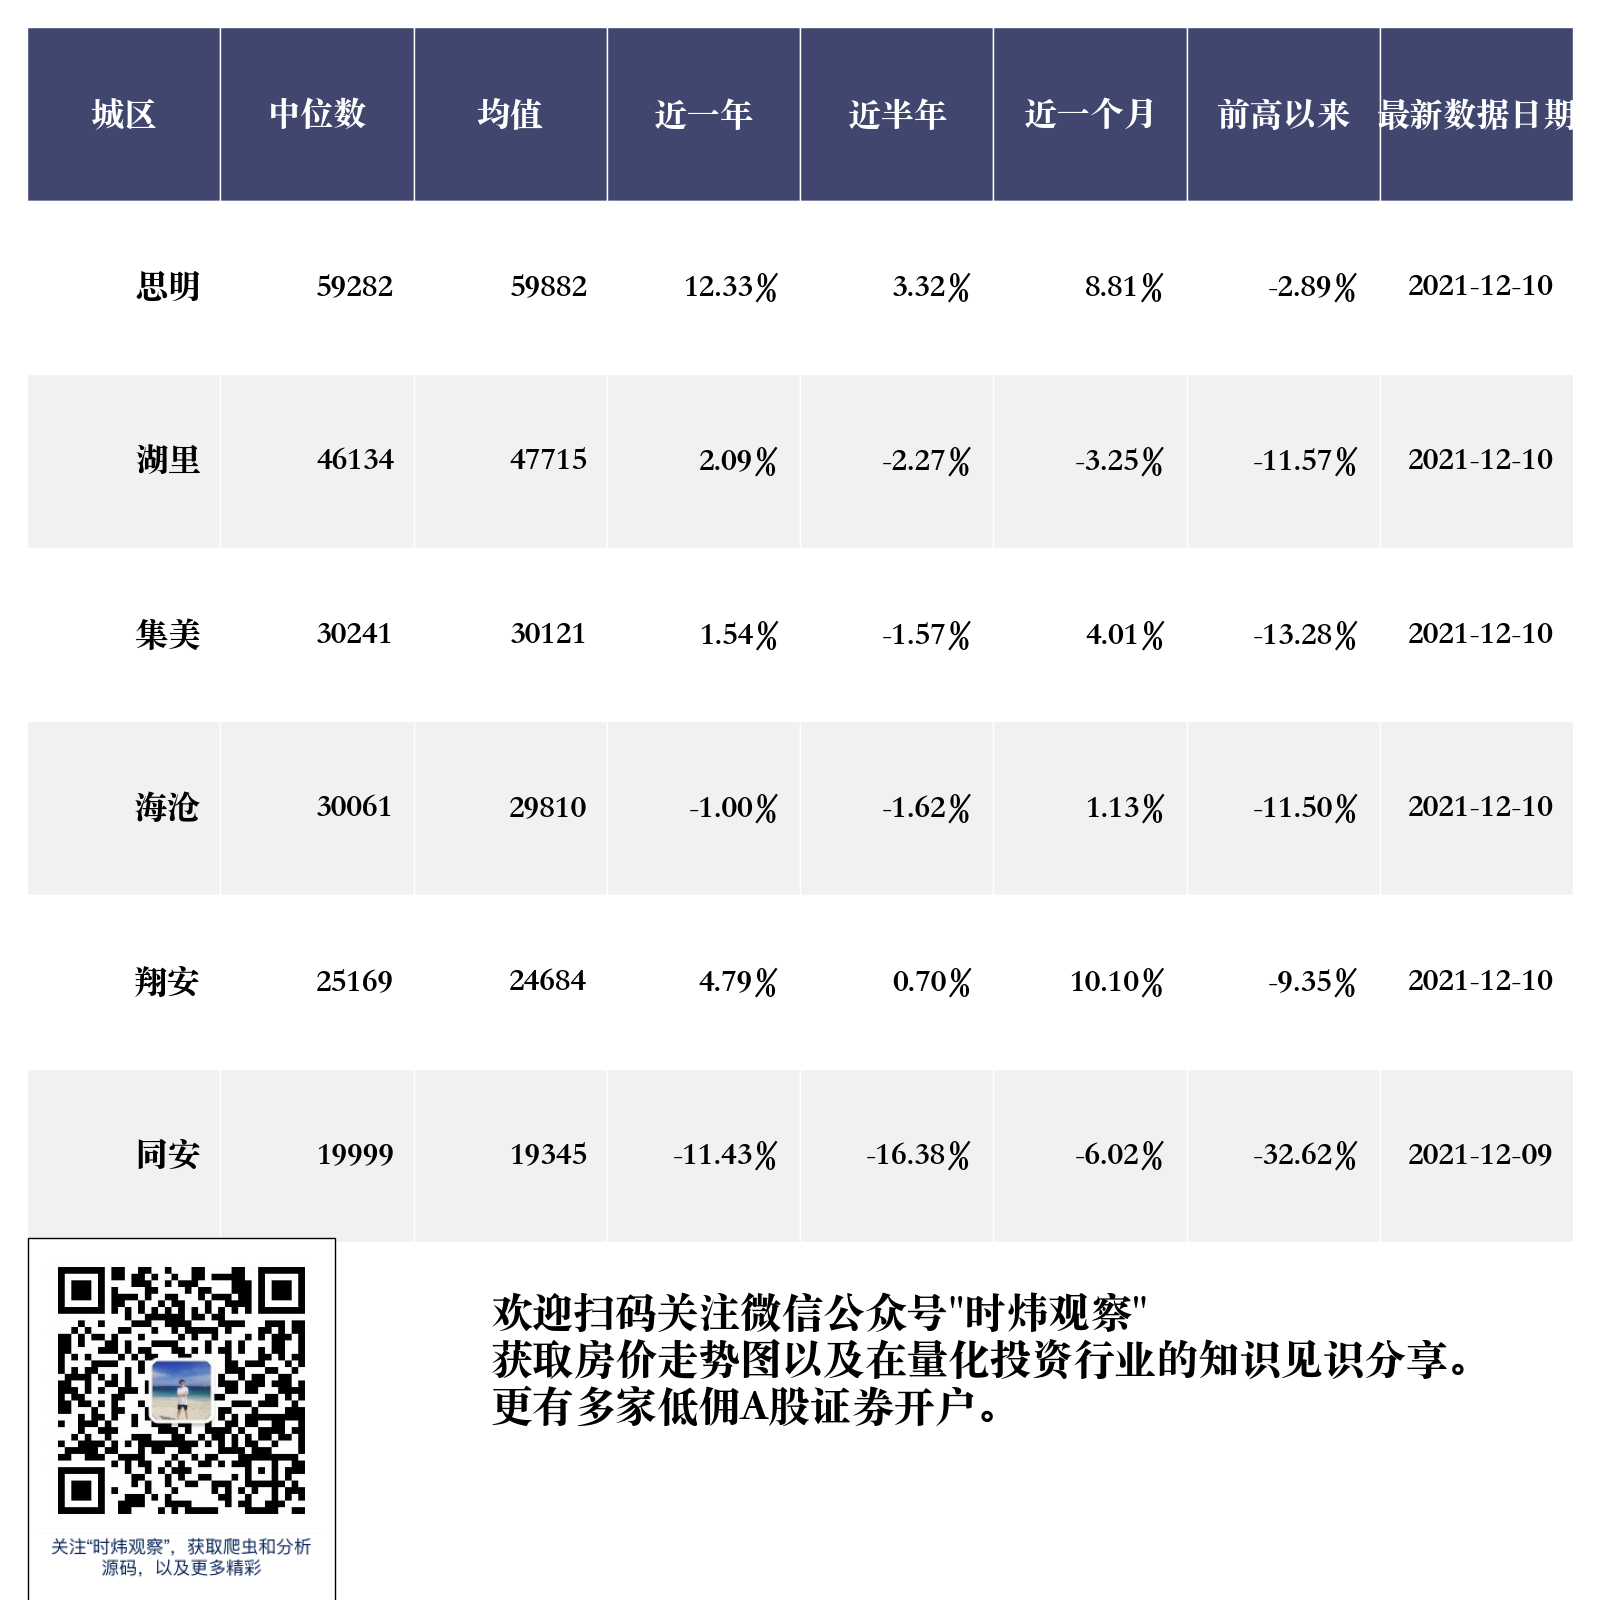 城区 中位数 均值 近一年 近半年 近一个月 前高以来 最新数据日期
思明 59282 59882 12.33% 3.32% 8.81% -2.89% 2021-12-10
湖里 46134 47715 2.09% -2.27% -3.25% -11.57% 2021-12-10
集美 30241 30121 1.54% -1.57% 4.01% -13.28% 2021-12-10
海沧 30061 29810 -1.00% -1.62% 1.13% -11.50% 2021-12-10
翔安 25169 24684 4.79% 0.70% 10.10% -9.35% 2021-12-10
同安 19999 19345 -11.43% -16.38% -6.02% -32.62% 2021-12-09
欢迎扫码关注微信公众号"时炜观察"
获取房价走势图以及在量化投资行业的知识见识分享。
更有多家低佣A股证券开户。
关注“时炜观察”，获取爬虫和分析
源码，以及更多精彩